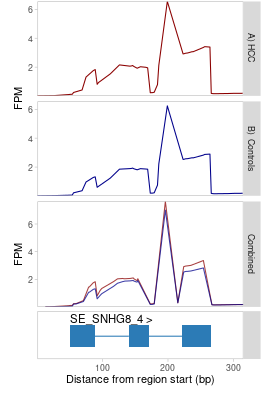 6
4
2
A) HCC
FPM
6
4
2
B) Controls
6
4
2
FPM
Combined
SE_SNHG8_4 >
100 200 300
Distance from region start (bp)